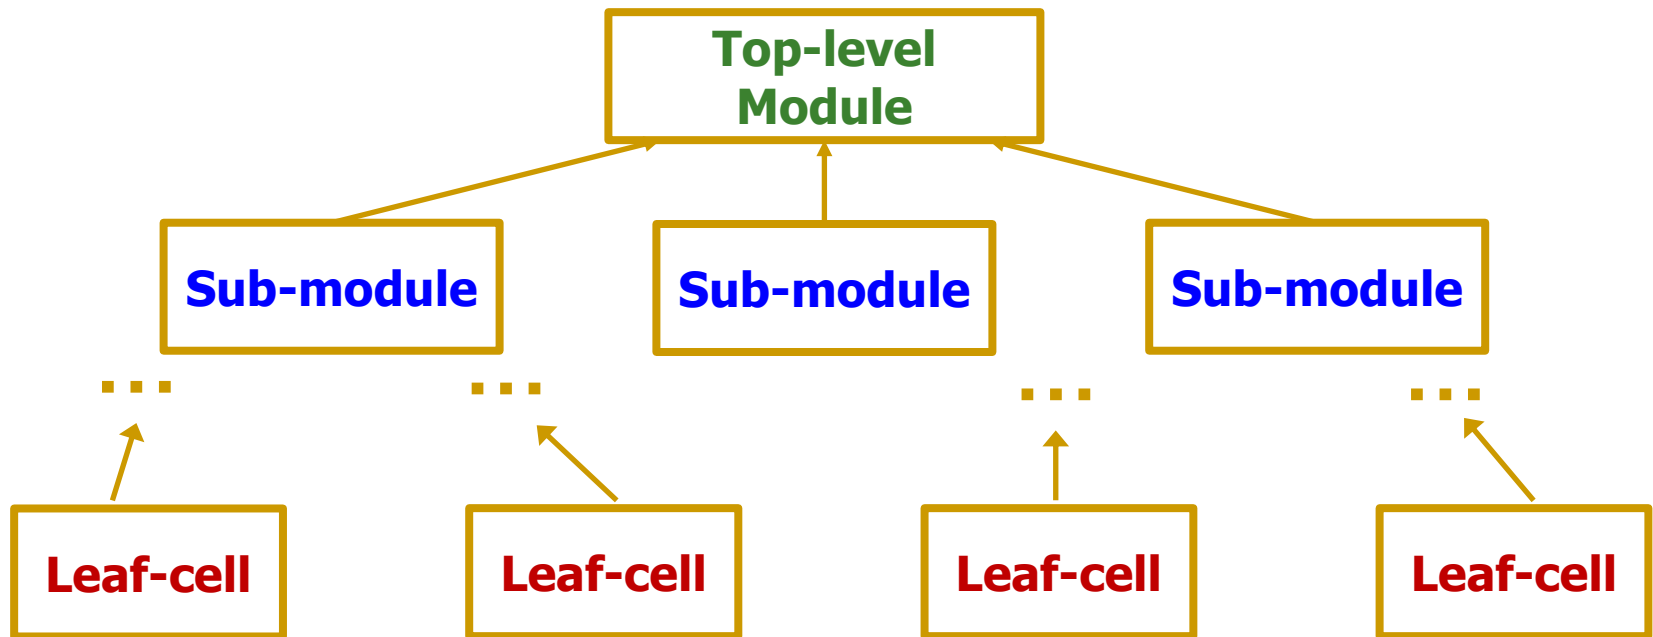 Top-level
Module
Sub-module
Sub-module
Sub-module
...
...
...
...
Leaf-cell
Leaf-cell
Leaf-cell
Leaf-cell